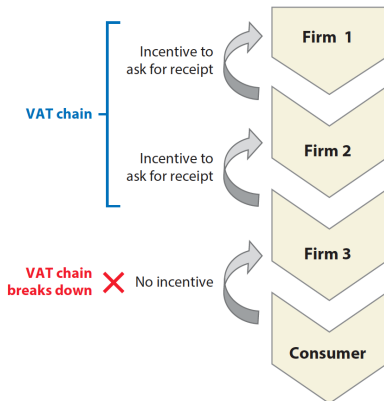 Firm 1
Incentive to
ask for receipt
VAT chain
Firm 2
Incentive to
ask for receipt
Firm 3
VAT chain
breaks down
No incentive
Consumer